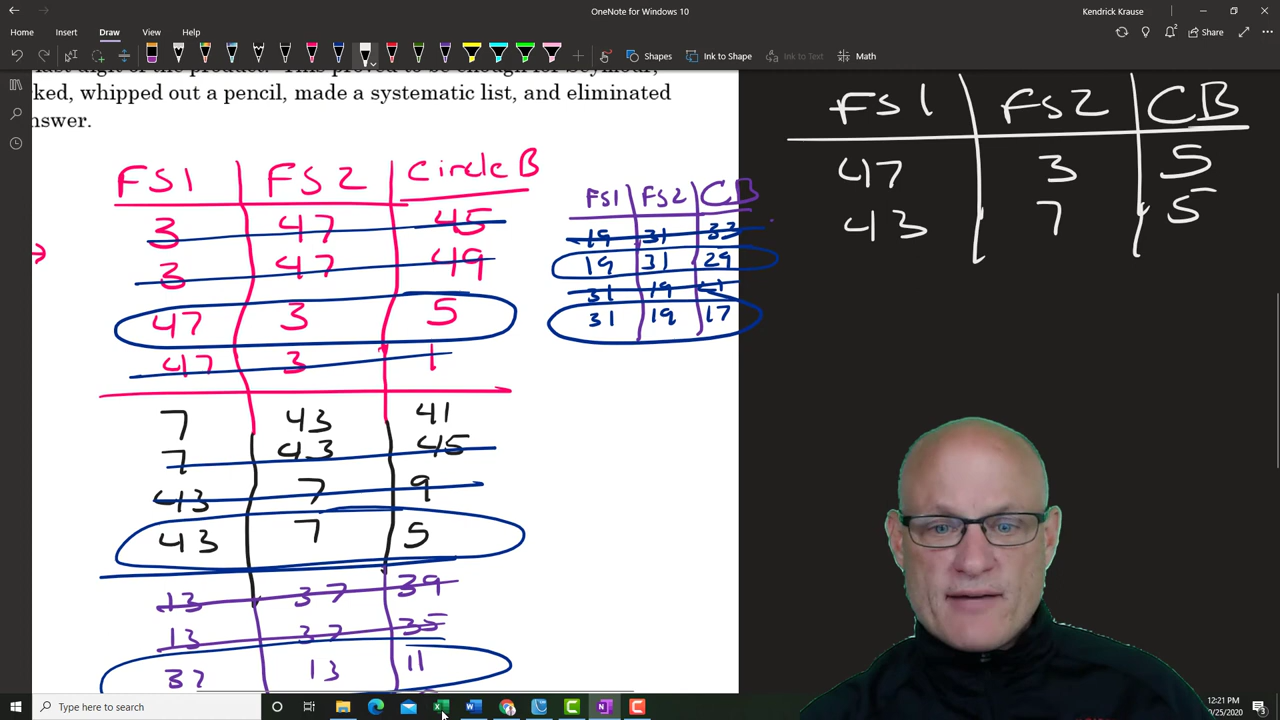 OneNote for Windows 10
Kendrick Krause
Home Insert Draw View Help
Shapes Ink to Shape Ink to Text Math
Share
ked, whipped out a pencil, made a systematic list, and eliminated
nswer.
FS1 FS2 Circle B
3 47 45
3 47 49
47 3 5
47 3 1
7 43 41
7 43 45
43 7 9
43 7 5
13 37 39
13 37 35
37 13 11
FS1 FS2 CB
19 31 33
19 31 29
31 19
31 19 17
FS1 FS2 CB
47 3 5
43 7 5
Type here to search
12:21 PM
/25/2020